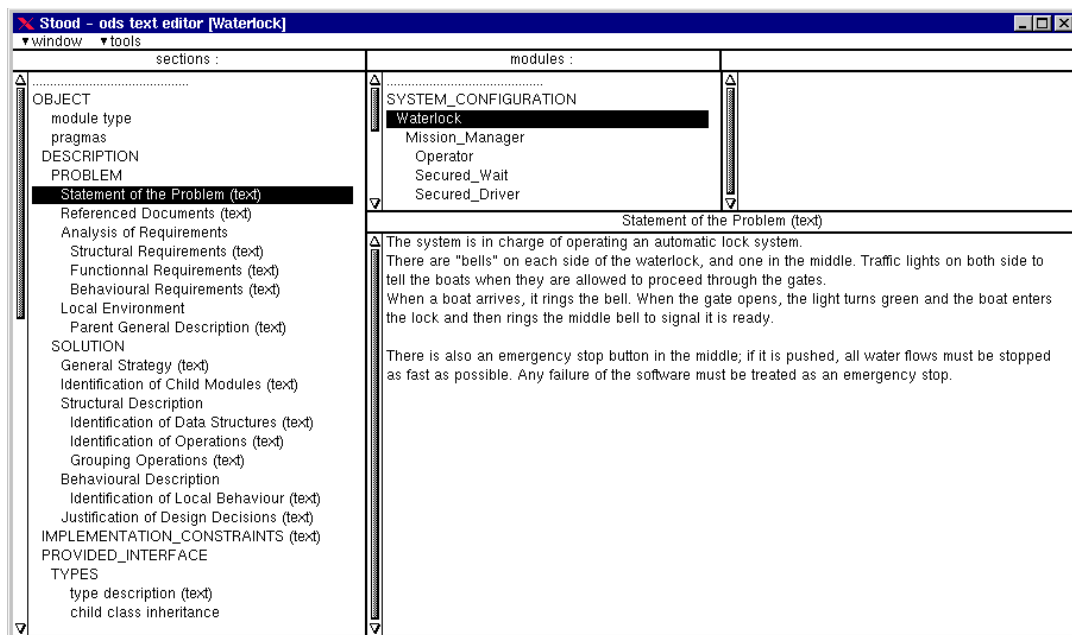 Stood - ods text editor [Waterlock]
window tools
sections :
modules :
........................................
OBJECT
module type
pragmas
DESCRIPTION
PROBLEM
Statement of the Problem (text)
Referenced Documents (text)
Analysis of Requirements
Structural Requirements (text)
Functionnal Requirements (text)
Behavioural Requirements (text)
Local Environment
Parent General Description (text)
SOLUTION
General Strategy (text)
Identification of Child Modules (text)
Structural Description
Identification of Data Structures (text)
Identification of Operations (text)
Grouping Operations (text)
Behavioural Description
Identification of Local Behaviour (text)
Justification of Design Decisions (text)
IMPLEMENTATION_CONSTRAINTS (text)
PROVIDED_INTERFACE
TYPES
type description (text)
child class inheritance
........................................
SYSTEM_CONFIGURATION
Waterlock
Mission_Manager
Operator
Secured_Wait
Secured_Driver
Statement of the Problem (text)
The system is in charge of operating an automatic lock system.
There are "bells" on each side of the waterlock, and one in the middle. Traffic lights on both side to
tell the boats when they are allowed to proceed through the gates.
When a boat arrives, it rings the bell. When the gate opens, the light turns green and the boat enters
the lock and then rings the middle bell to signal it is ready.
There is also an emergency stop button in the middle; if it is pushed, all water flows must be stopped
as fast as possible. Any failure of the software must be treated as an emergency stop.